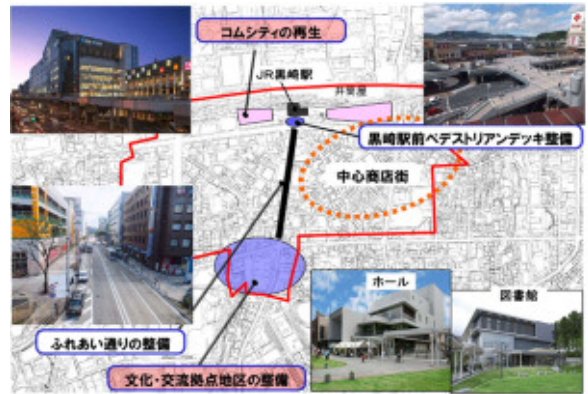 コムシティの再生
JR黒崎駅
井筒屋
黒崎駅前ペデストリアンデッキ整備
中心商店街
ホール
図書館
ふれあい通りの整備
文化・交流拠点地区の整備